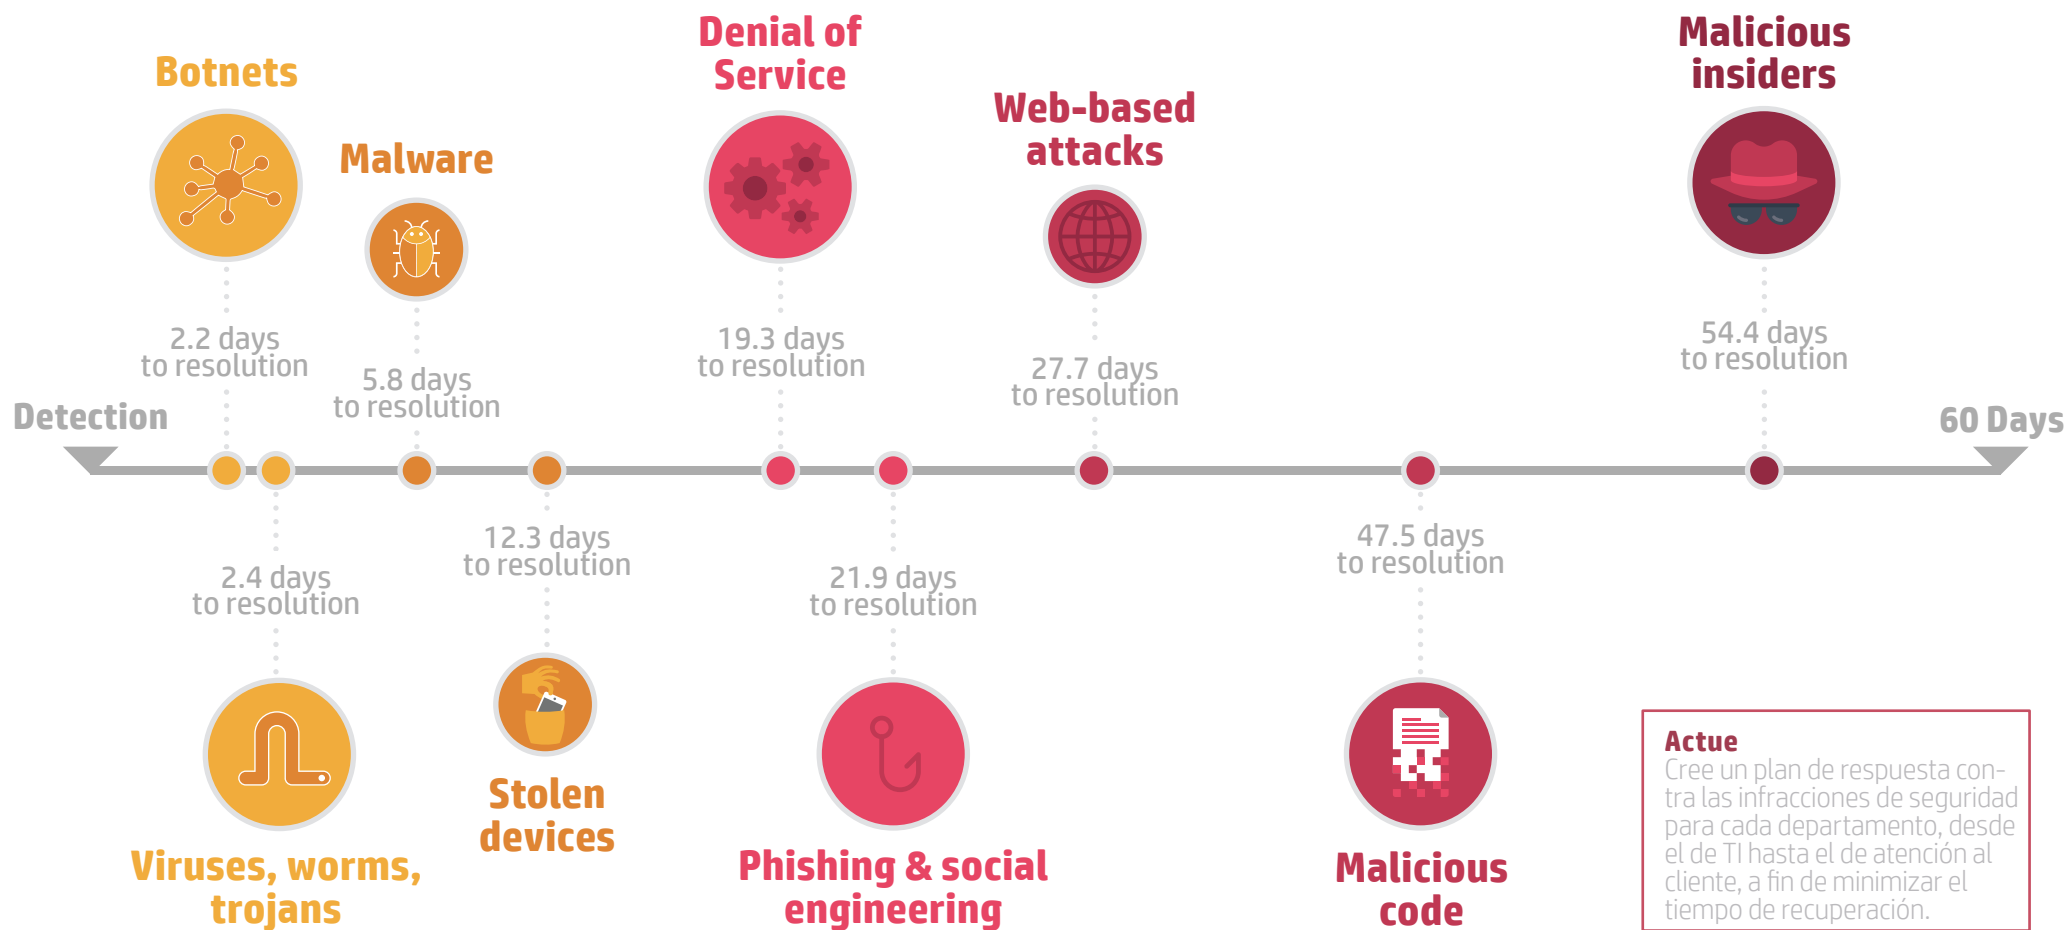 Botnets
2.2 days
to resolution
Malware
5.8 days
to resolution
Denial of
Service
19.3 days
to resolution
Web-based
attacks
27.7 days
to resolution
Malicious
insiders
54.4 days
to resolution
Detection
60 Days
2.4 days
to resolution
Viruses, worms,
trojans
12.3 days
to resolution
Stolen
devices
21.9 days
to resolution
Phishing & social
engineering
47.5 days
to resolution
Malicious
code
Actue
Cree un plan de respuesta con-
tra las infracciones de seguridad
para cada departamento, desde
el de TI hasta el de atención al
cliente, a fin de minimizar el
tiempo de recuperación.